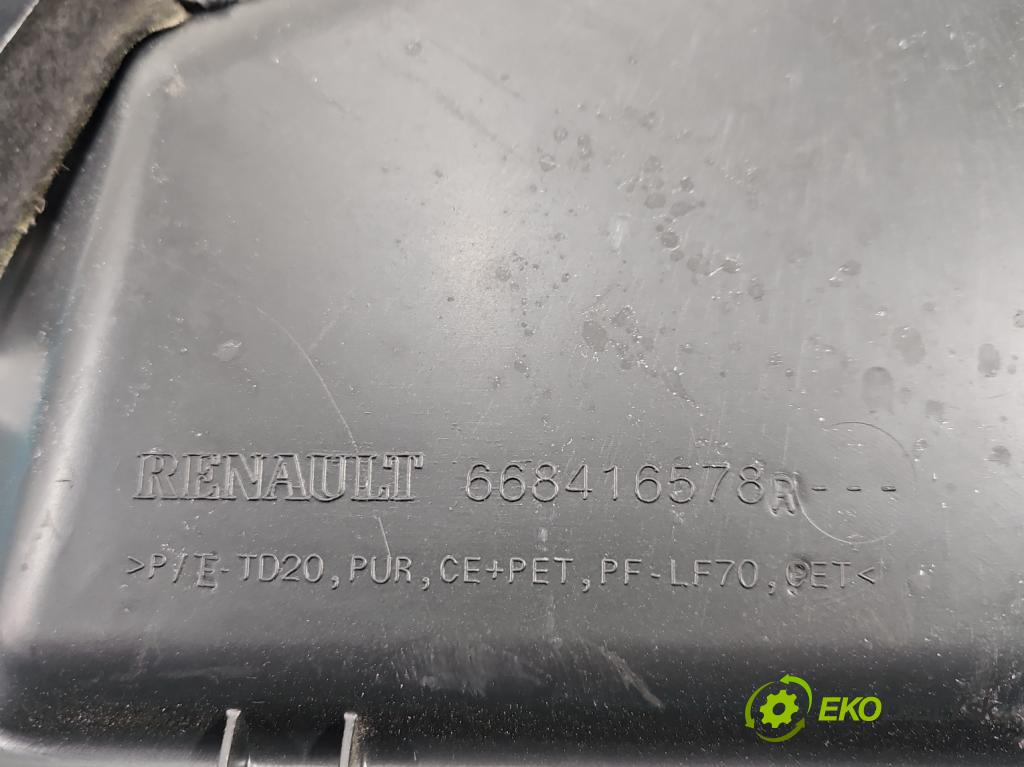 RENAULT 668416578R---
>P/E-TD20,PUR,CE+PET,PF-LF70,PET<
EKO